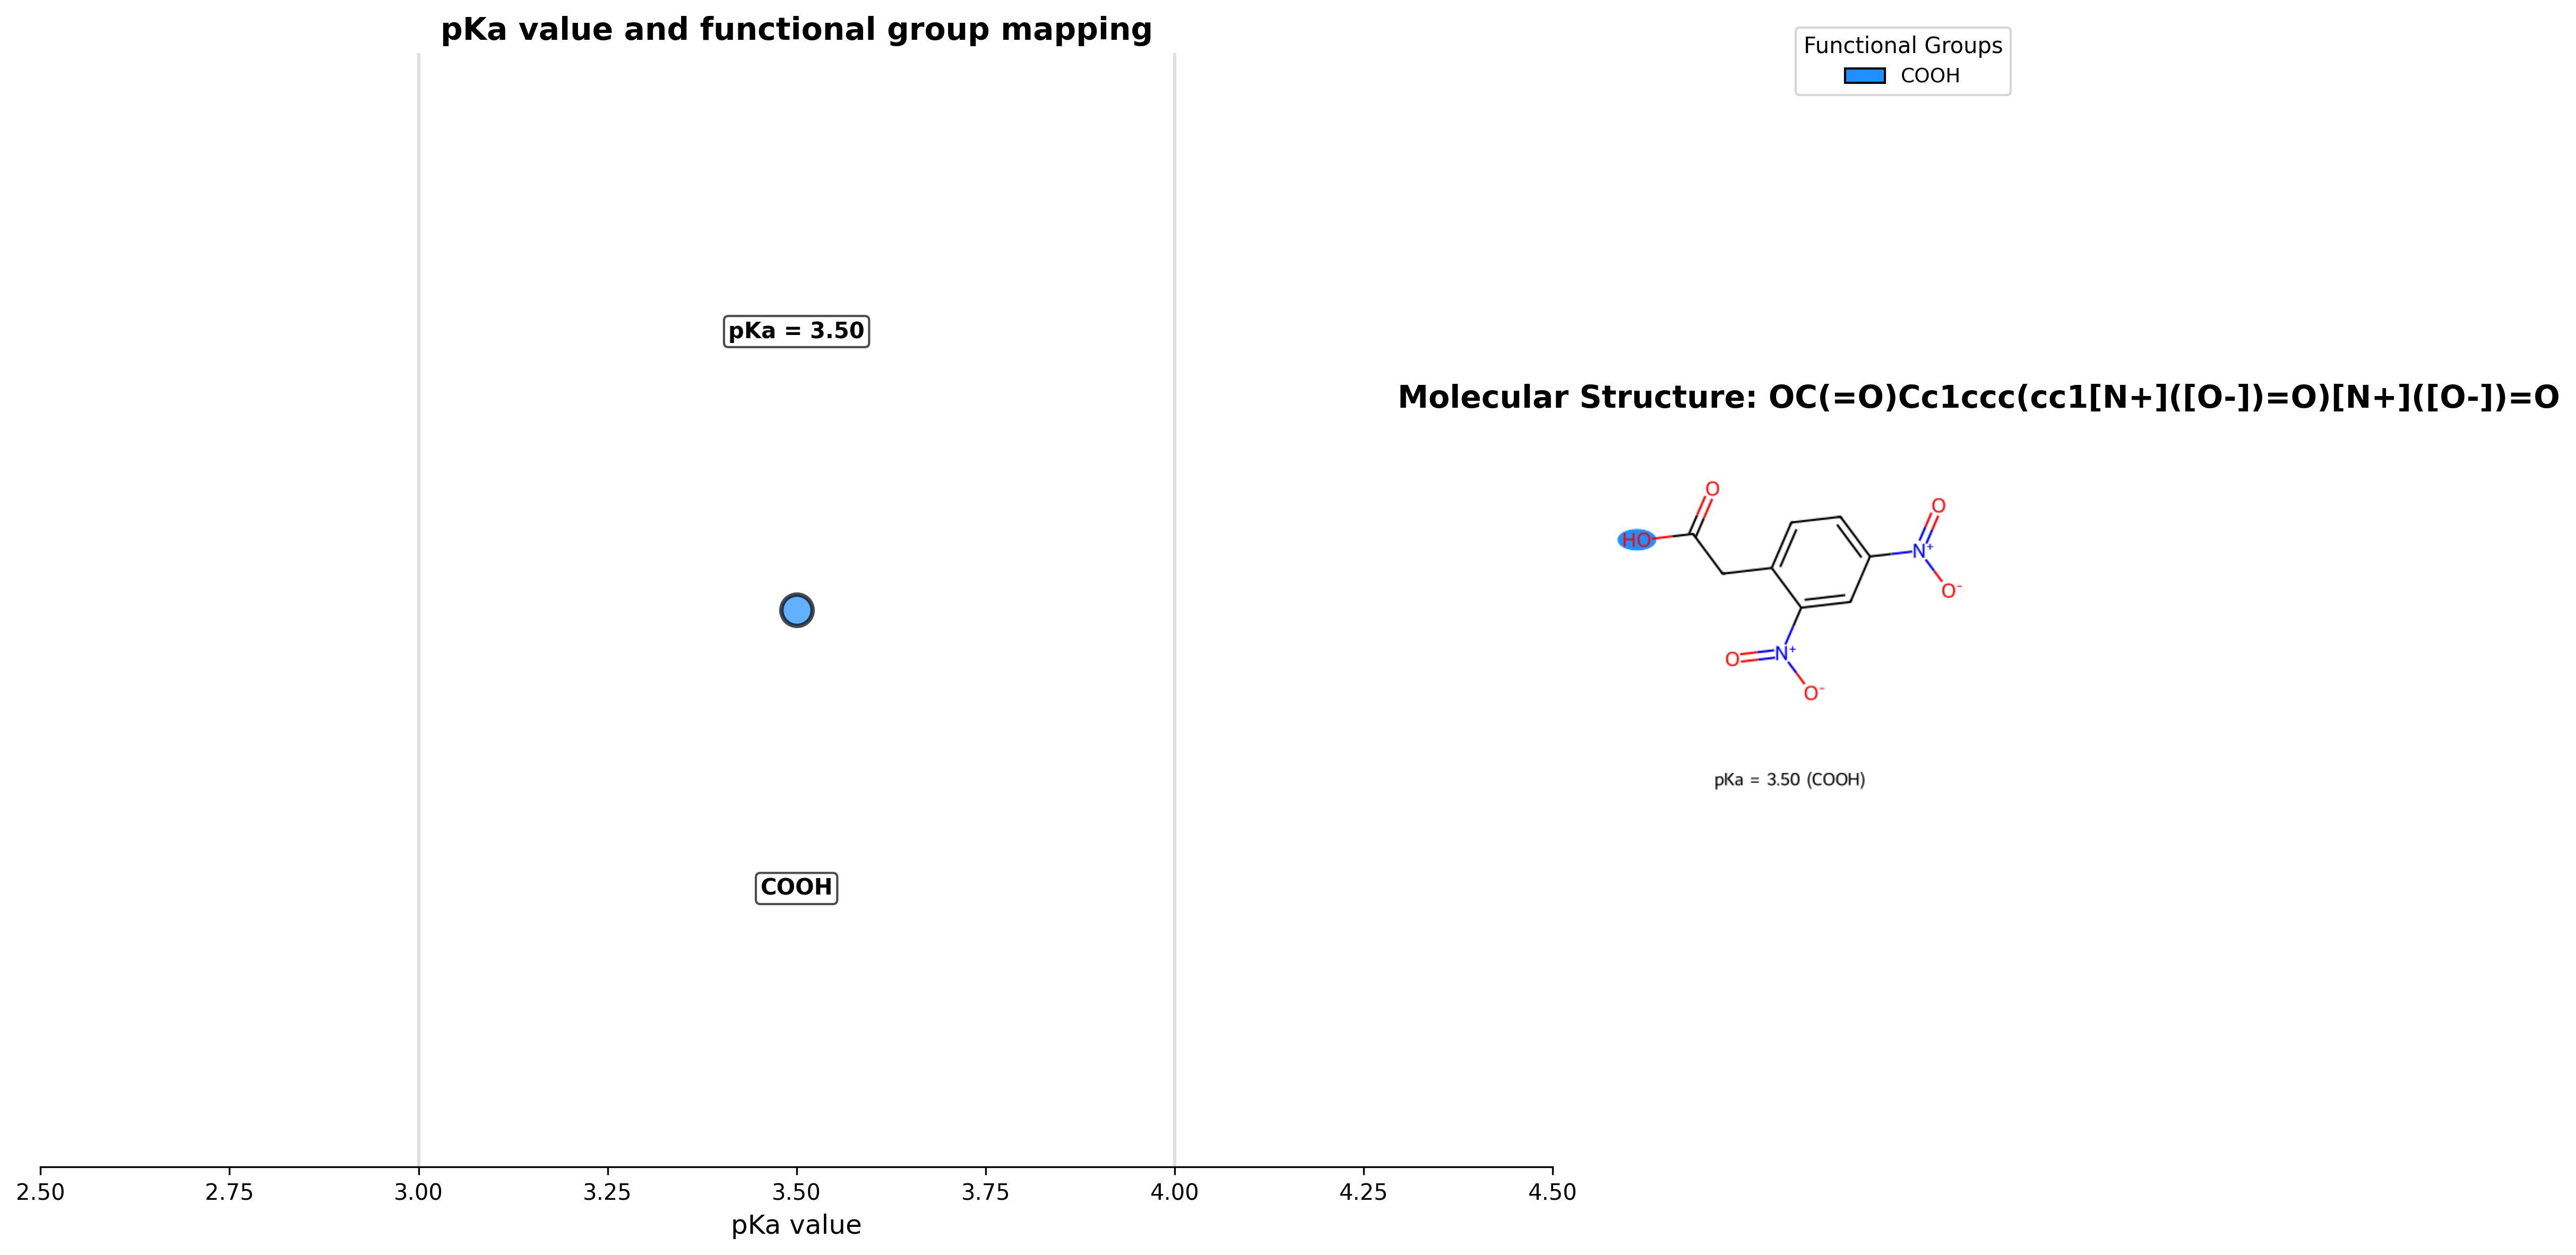 pKa value and functional group mapping
pKa = 3.50
COOH
2.50 2.75 3.00 3.25 3.50 3.75 4.00 4.25 4.50
pKa value
Functional Groups
COOH
Molecular Structure: OC(=O)Cc1ccc(cc1[N+]([O-])=O)[N+]([O-])=O
O
HO
O
N+
O-
O
N+
O-
pKa = 3.50 (COOH)